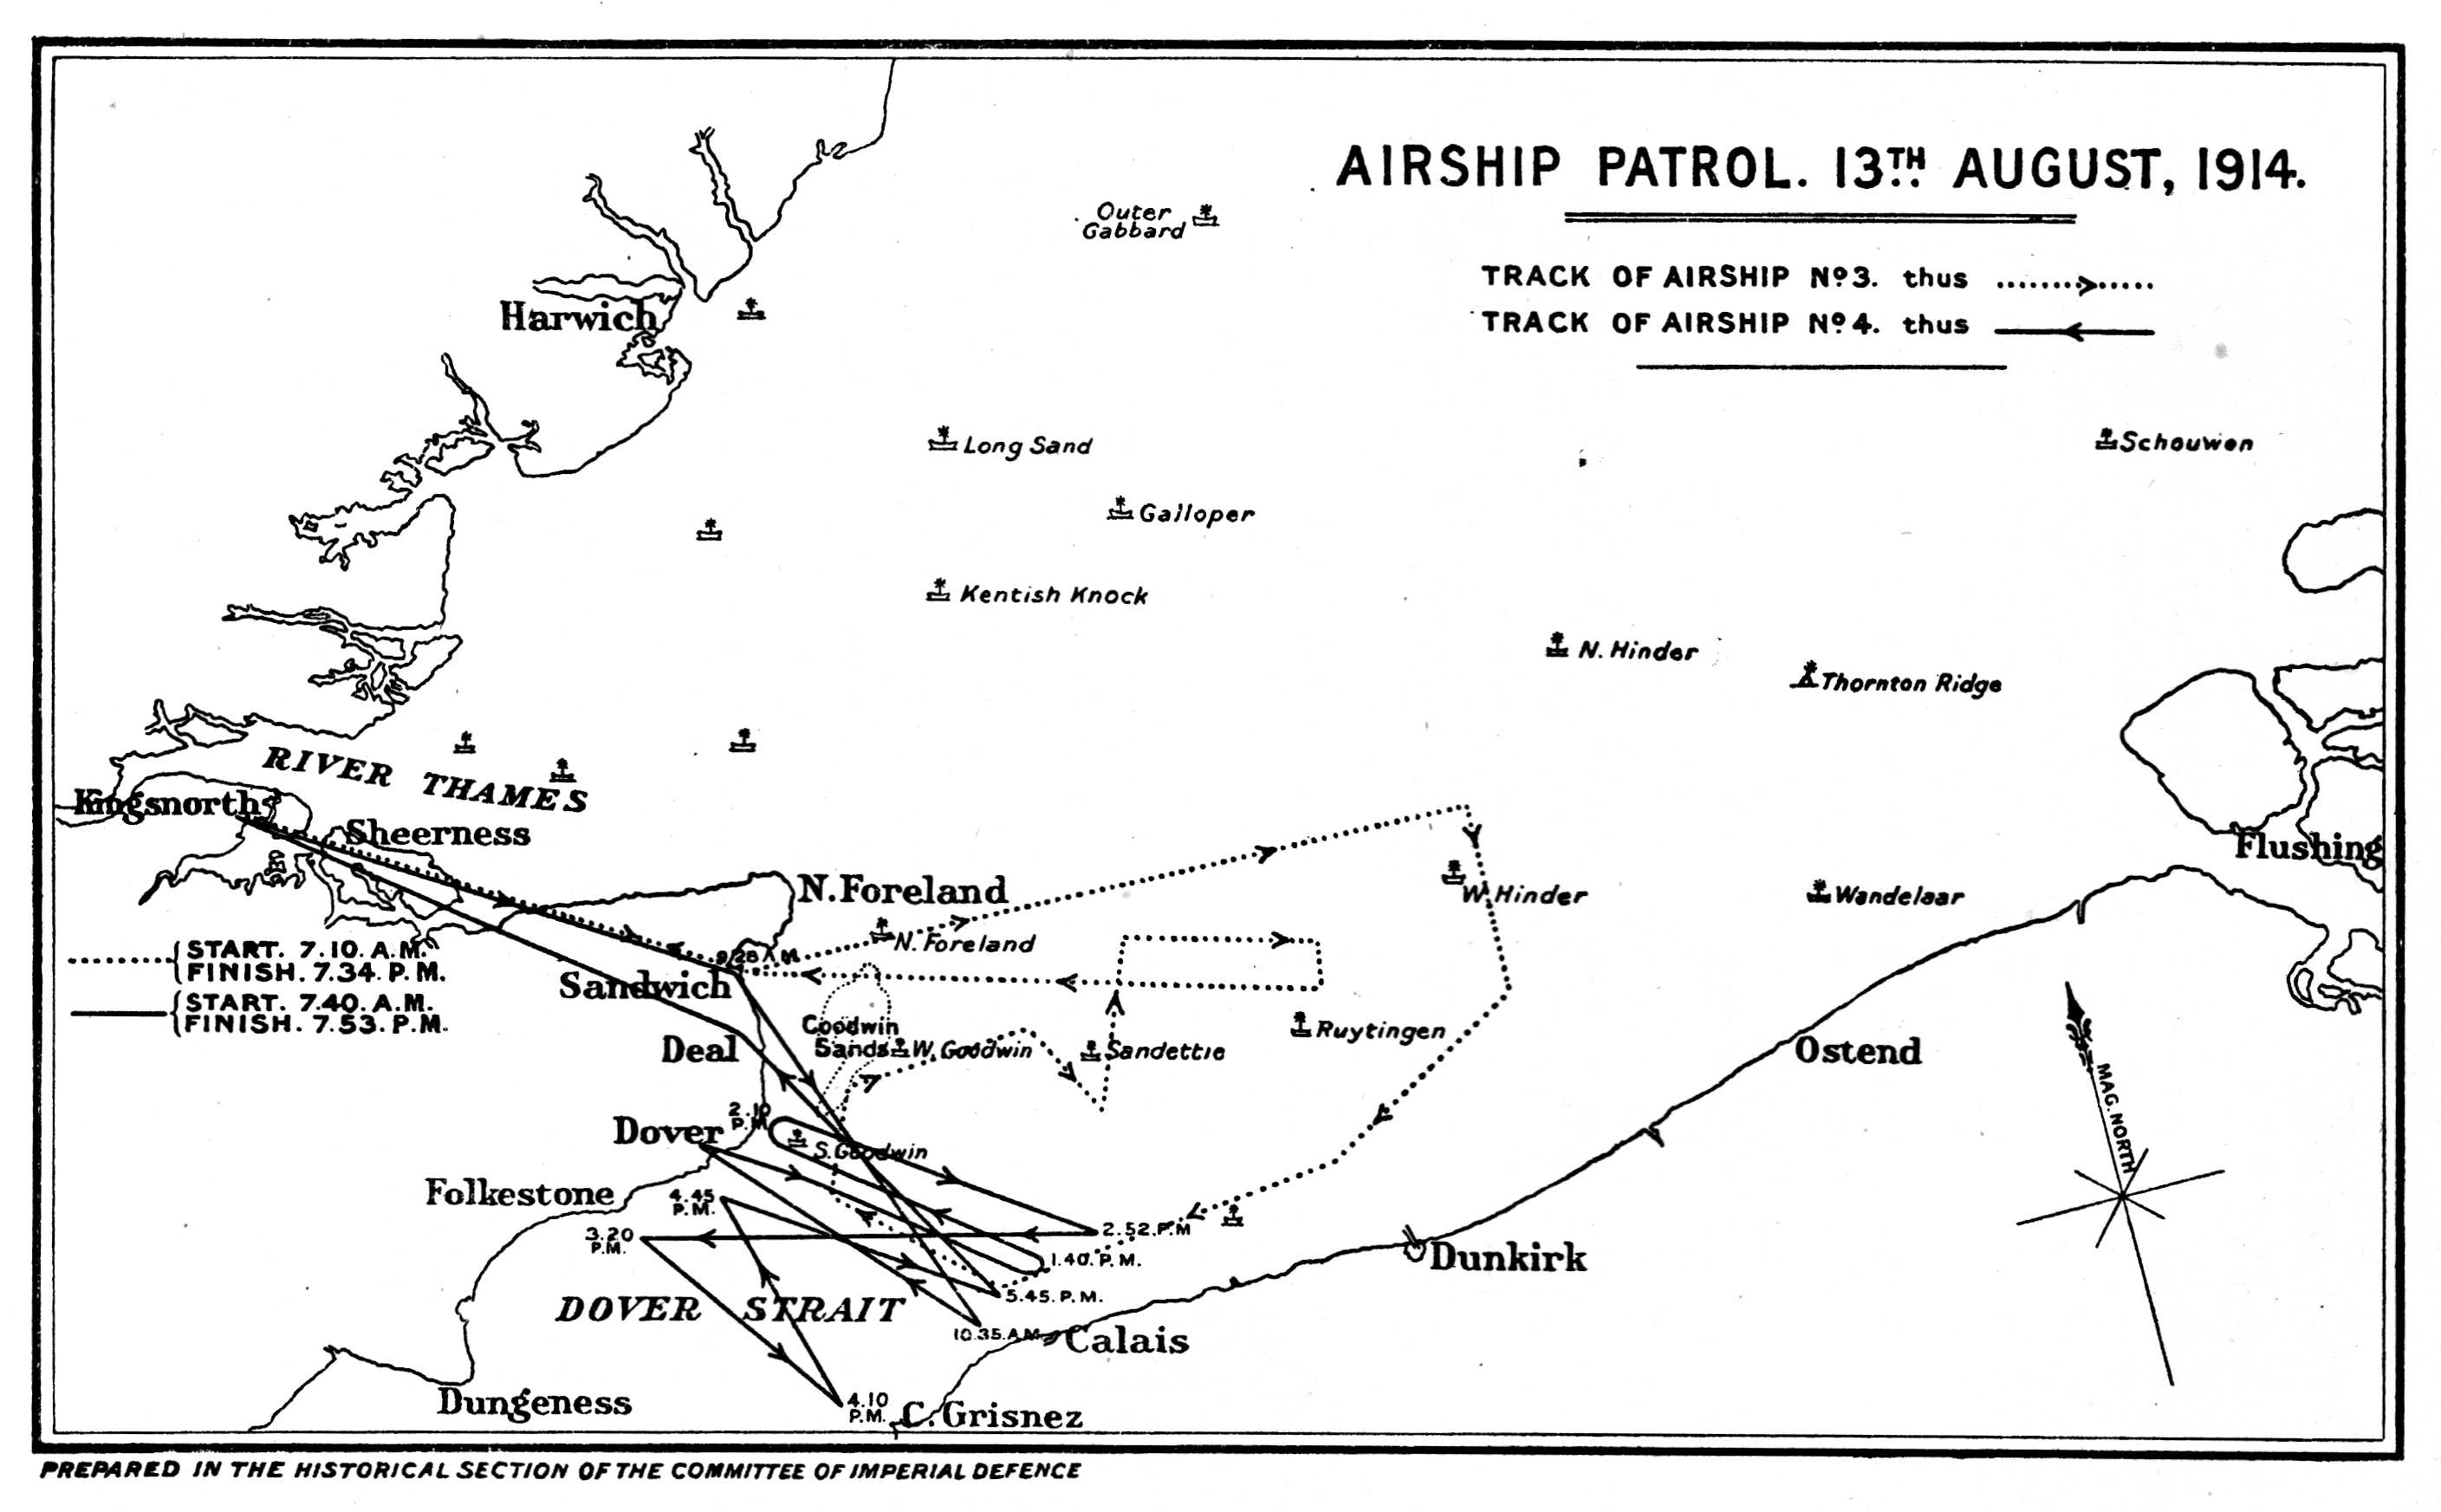 AIRSHIP PATROL. 13TH AUGUST, 1914.
Outer
Gabbard
TRACK OF AIRSHIP No 3. thus
TRACK OF AIRSHIP No 4. thus
Harwich
Long Sand
Schouwen
Galloper
Kentish Knock
N. Hinder
Thornton Ridge
RIVER THAMES
Kingsnorth
Sheerness
Flushing
N. Foreland
W. Hinder
Wandelaar
N. Foreland
START. 7.10. A.M.
FINISH. 7.34. P.M.
9/28 A.M.
Sandwich
START. 7.40. A.M.
FINISH. 7.53. P.M.
Goodwin
Sands
W. Goodwin
Sandettie
Ruytingen
Deal
Ostend
MAG. NORTH
2.10
P.M.
Dover
S. Goodwin
Folkestone
4.45
P.M.
3.20
P.M.
2.52. P.M
1.40. P.M.
Dunkirk
5.45. P.M.
DOVER STRAIT
10.35. A.M.
Calais
Dungeness
4.10
P.M.
C. Grisnez
PREPARED IN THE HISTORICAL SECTION OF THE COMMITTEE OF IMPERIAL DEFENCE